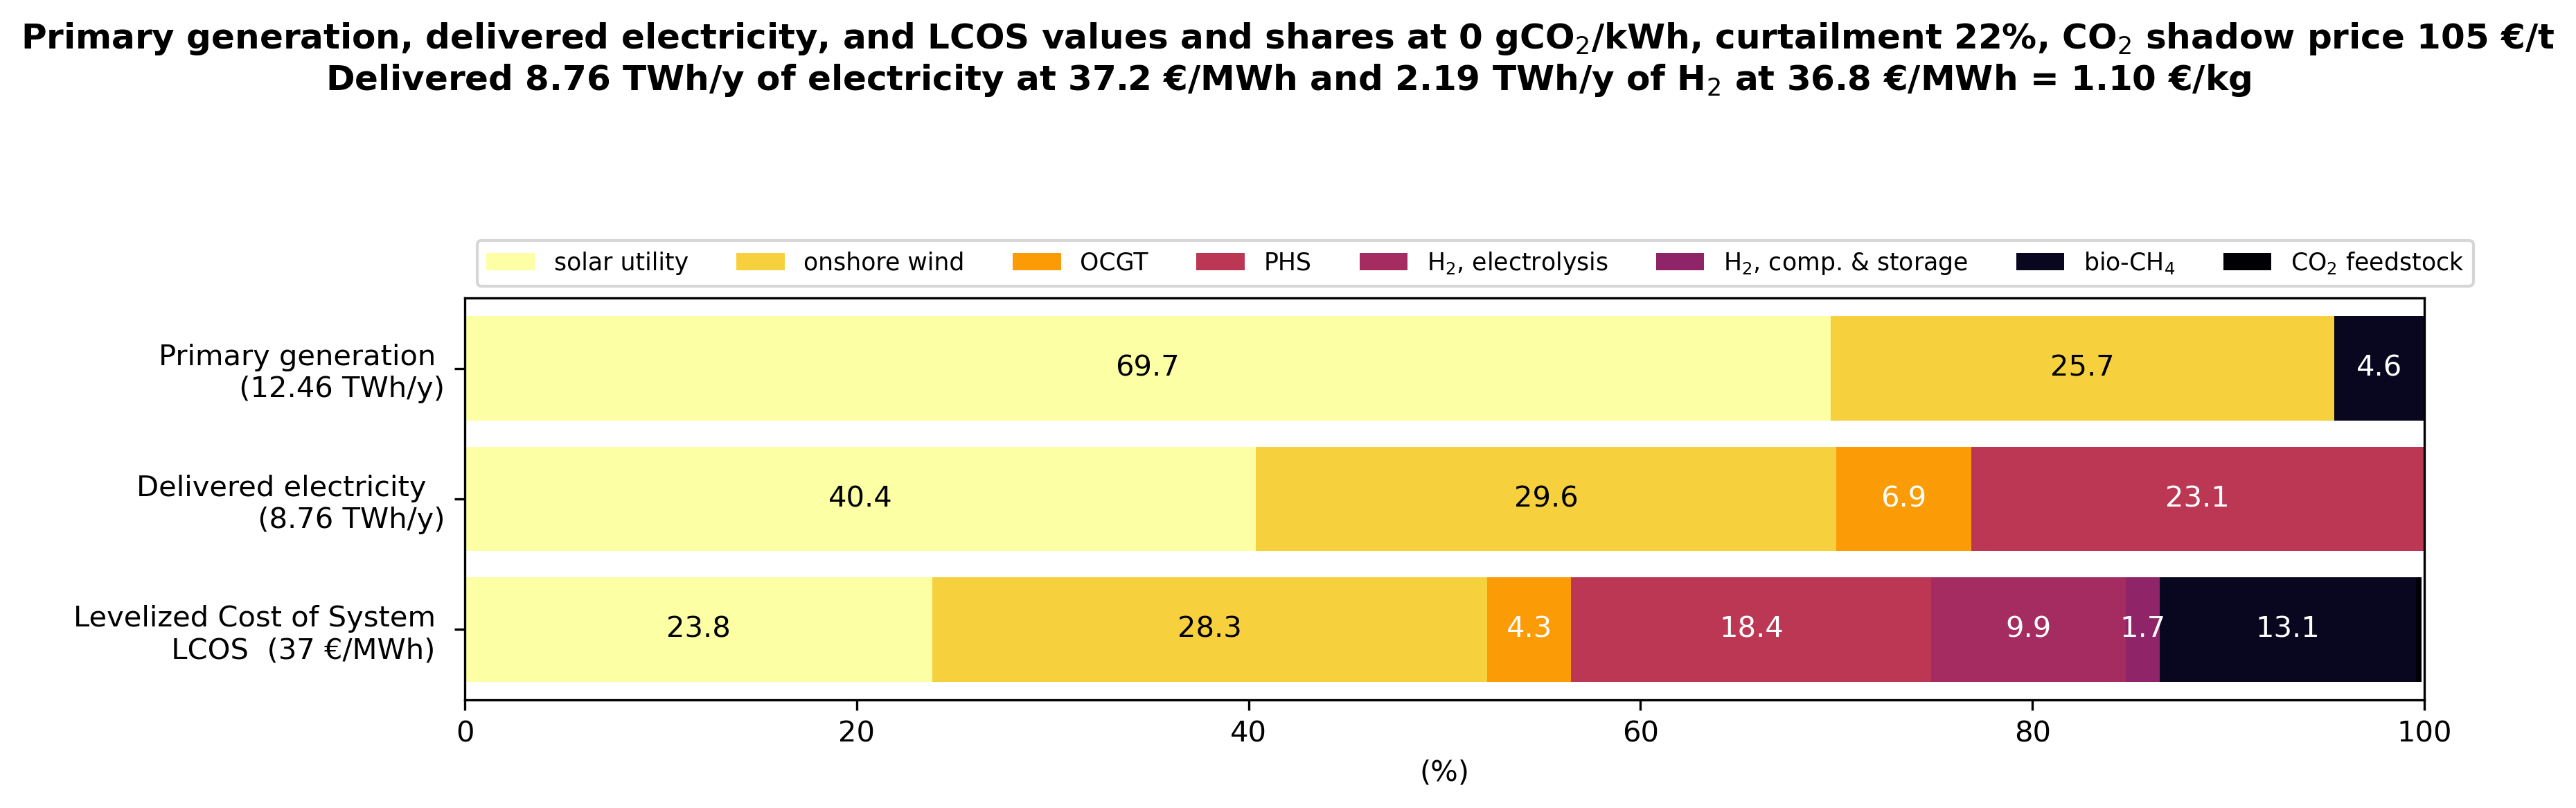 Primary generation, delivered electricity, and LCOS values and shares at 0 gCO₂/kWh, curtailment 22%, CO₂ shadow price 105 €/t
Delivered 8.76 TWh/y of electricity at 37.2 €/MWh and 2.19 TWh/y of H₂ at 36.8 €/MWh = 1.10 €/kg
solar utility onshore wind OCGT PHS H₂, electrolysis H₂, comp. & storage bio-CH₄ CO₂ feedstock
Primary generation
(12.46 TWh/y)
69.7 25.7 4.6
Delivered electricity
(8.76 TWh/y)
40.4 29.6 6.9 23.1
Levelized Cost of System
LCOS (37 €/MWh)
23.8 28.3 4.3 18.4 9.9 1.7 13.1
0 20 40 60 80 100
(%)